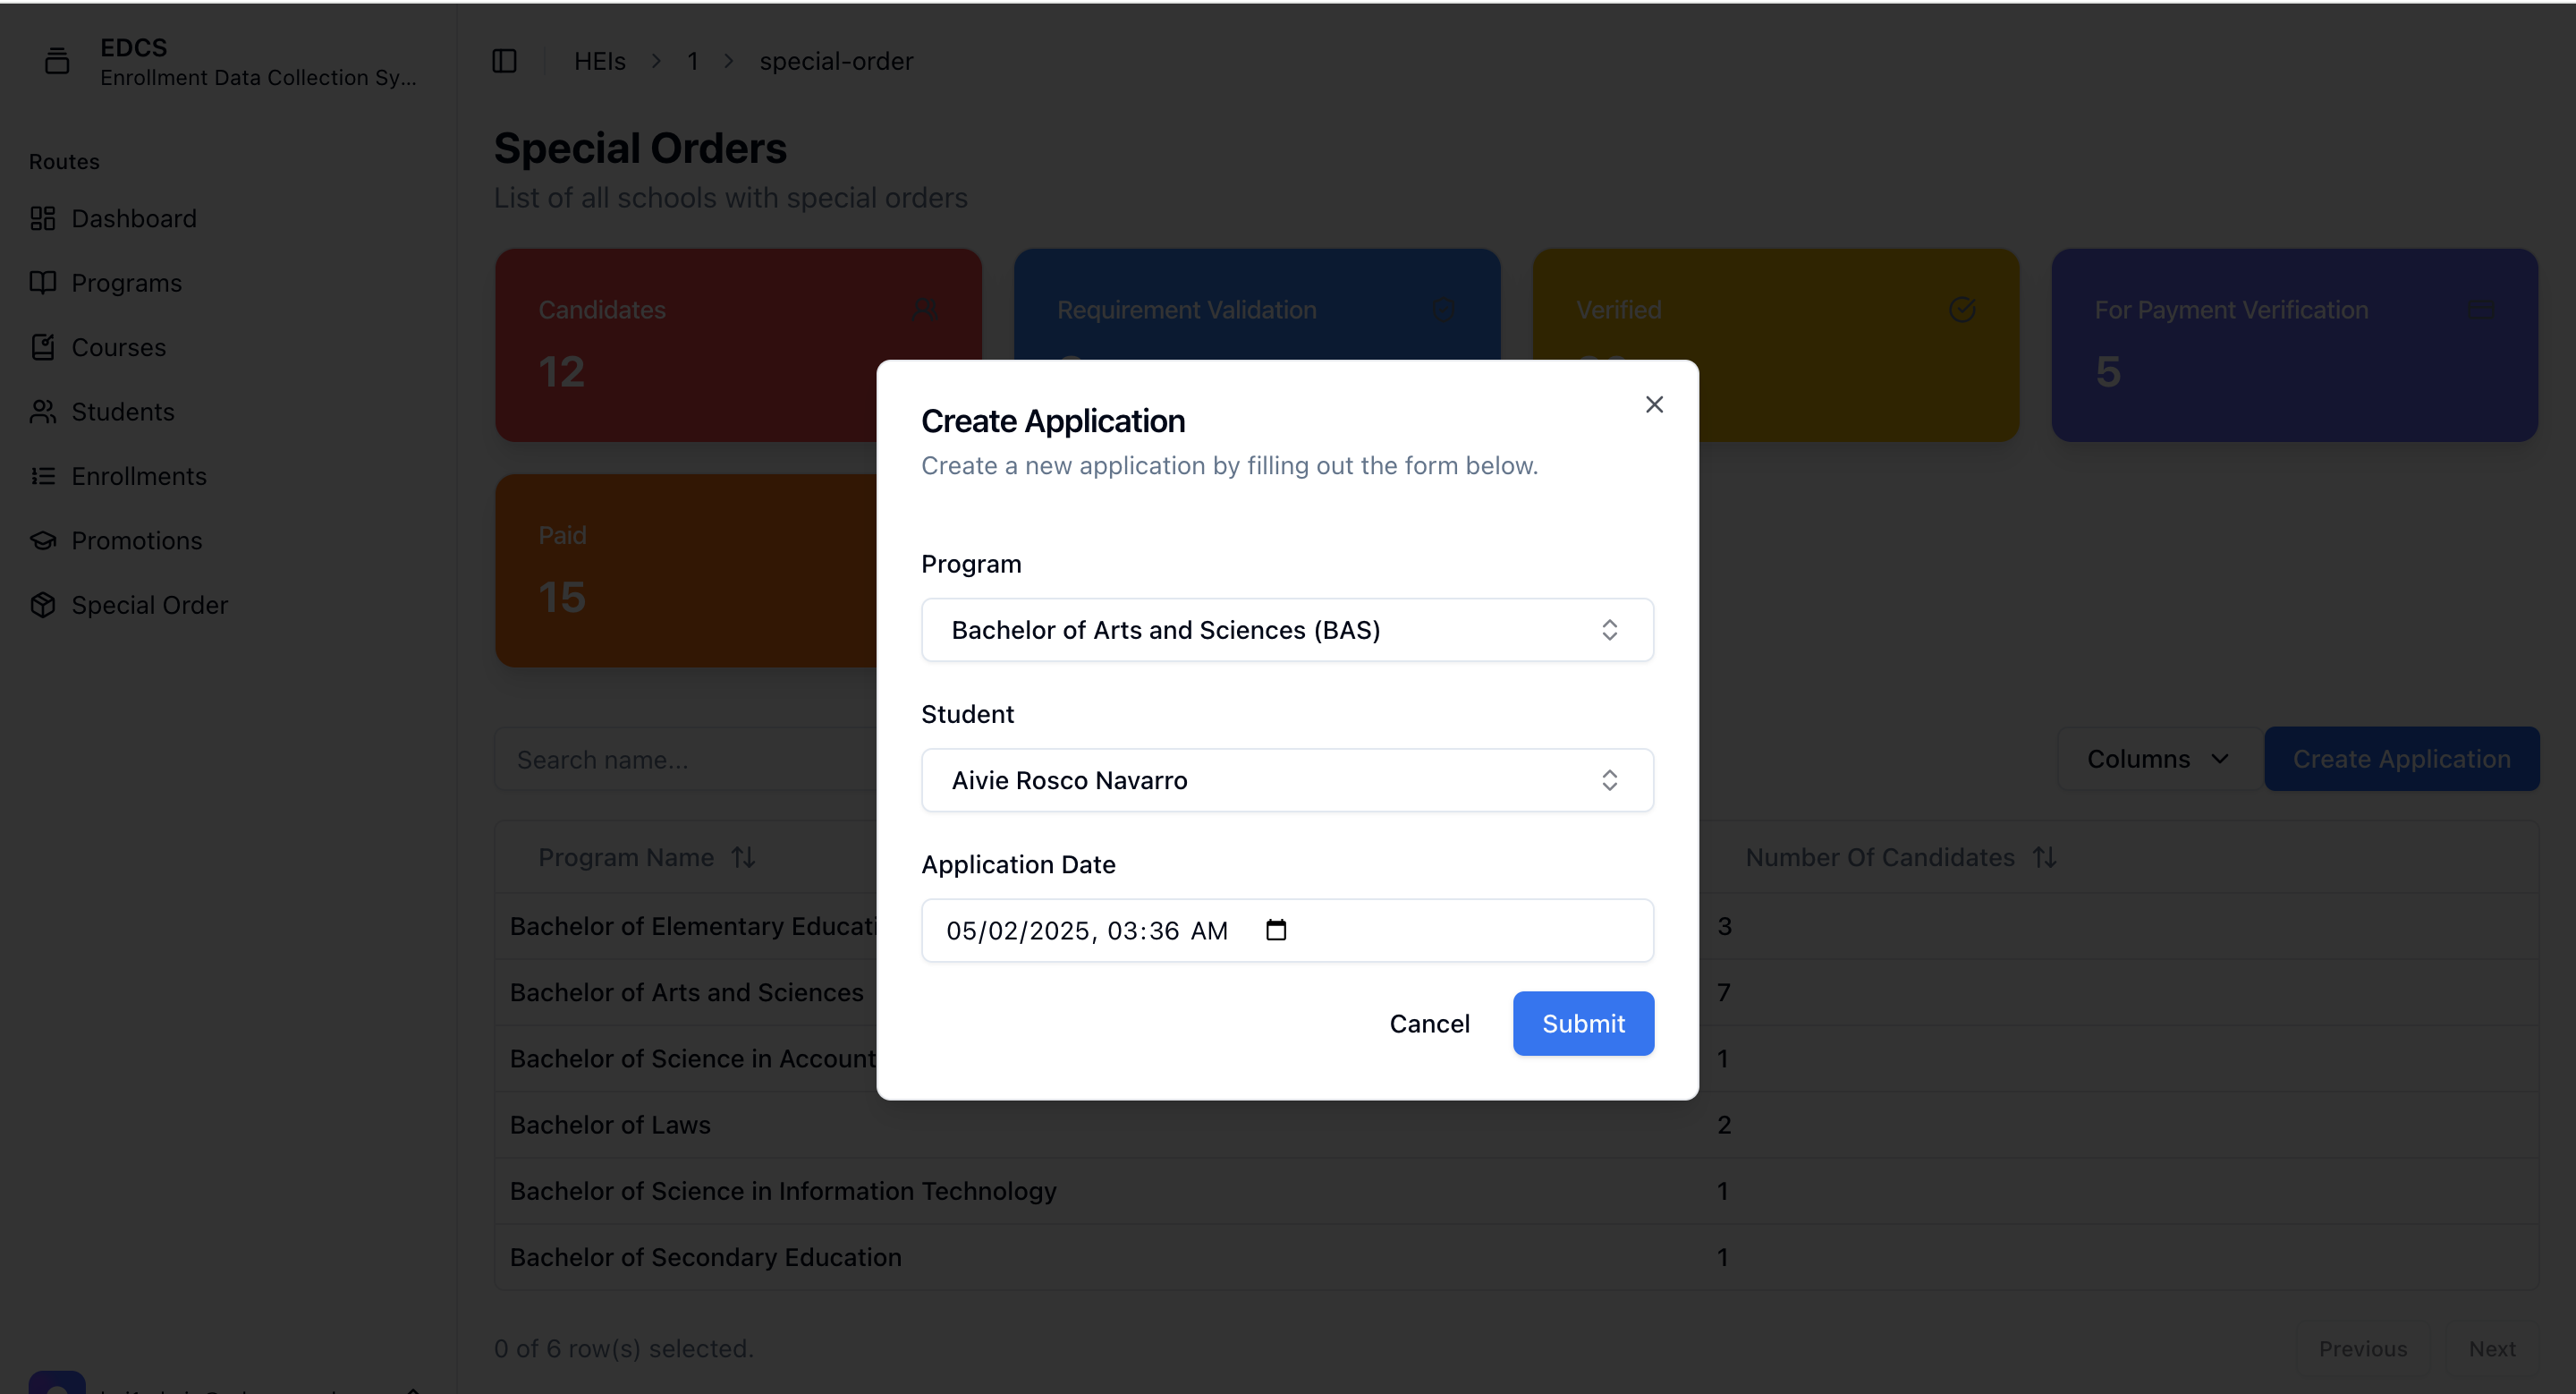 EDCS
Enrollment Data Collection Sy...
Routes
Dashboard
Programs
Courses
Students
Enrollments
Promotions
Special Order
HEIs > 1 > special-order
Special Orders
List of all schools with special orders
Candidates
12
Requirement Validation
Verified
For Payment Verification
5
Paid
15
Search name...
Columns
Create Application
Program Name
Number Of Candidates
Bachelor of Elementary Educati
3
Bachelor of Arts and Sciences
7
Bachelor of Science in Account
1
Bachelor of Laws
2
Bachelor of Science in Information Technology
1
Bachelor of Secondary Education
1
0 of 6 row(s) selected.
Previous
Next
Create Application
Create a new application by filling out the form below.
Program
Bachelor of Arts and Sciences (BAS)
Student
Aivie Rosco Navarro
Application Date
05/02/2025, 03:36 AM
Cancel
Submit